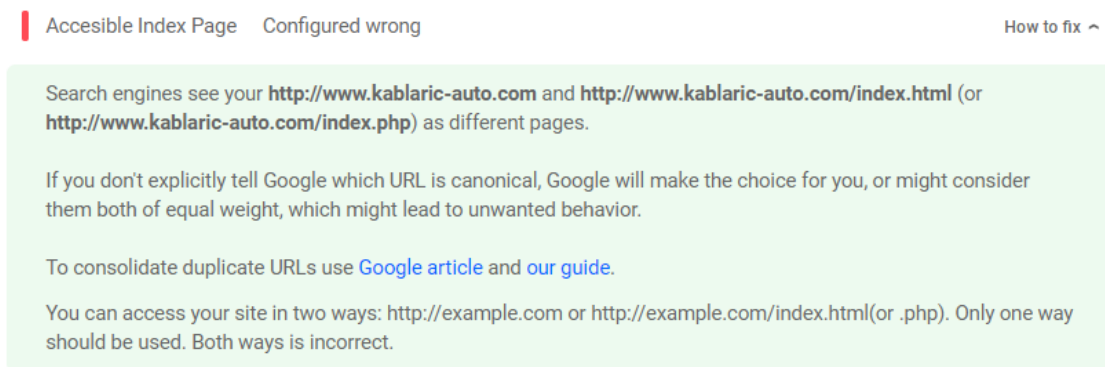 Accesible Index Page Configured wrong How to fix
Search engines see your http://www.kablaric-auto.com and http://www.kablaric-auto.com/index.html (or
http://www.kablaric-auto.com/index.php) as different pages.
If you don't explicitly tell Google which URL is canonical, Google will make the choice for you, or might consider
them both of equal weight, which might lead to unwanted behavior.
To consolidate duplicate URLs use Google article and our guide.
You can access your site in two ways: http://example.com or http://example.com/index.html(or .php). Only one way
should be used. Both ways is incorrect.